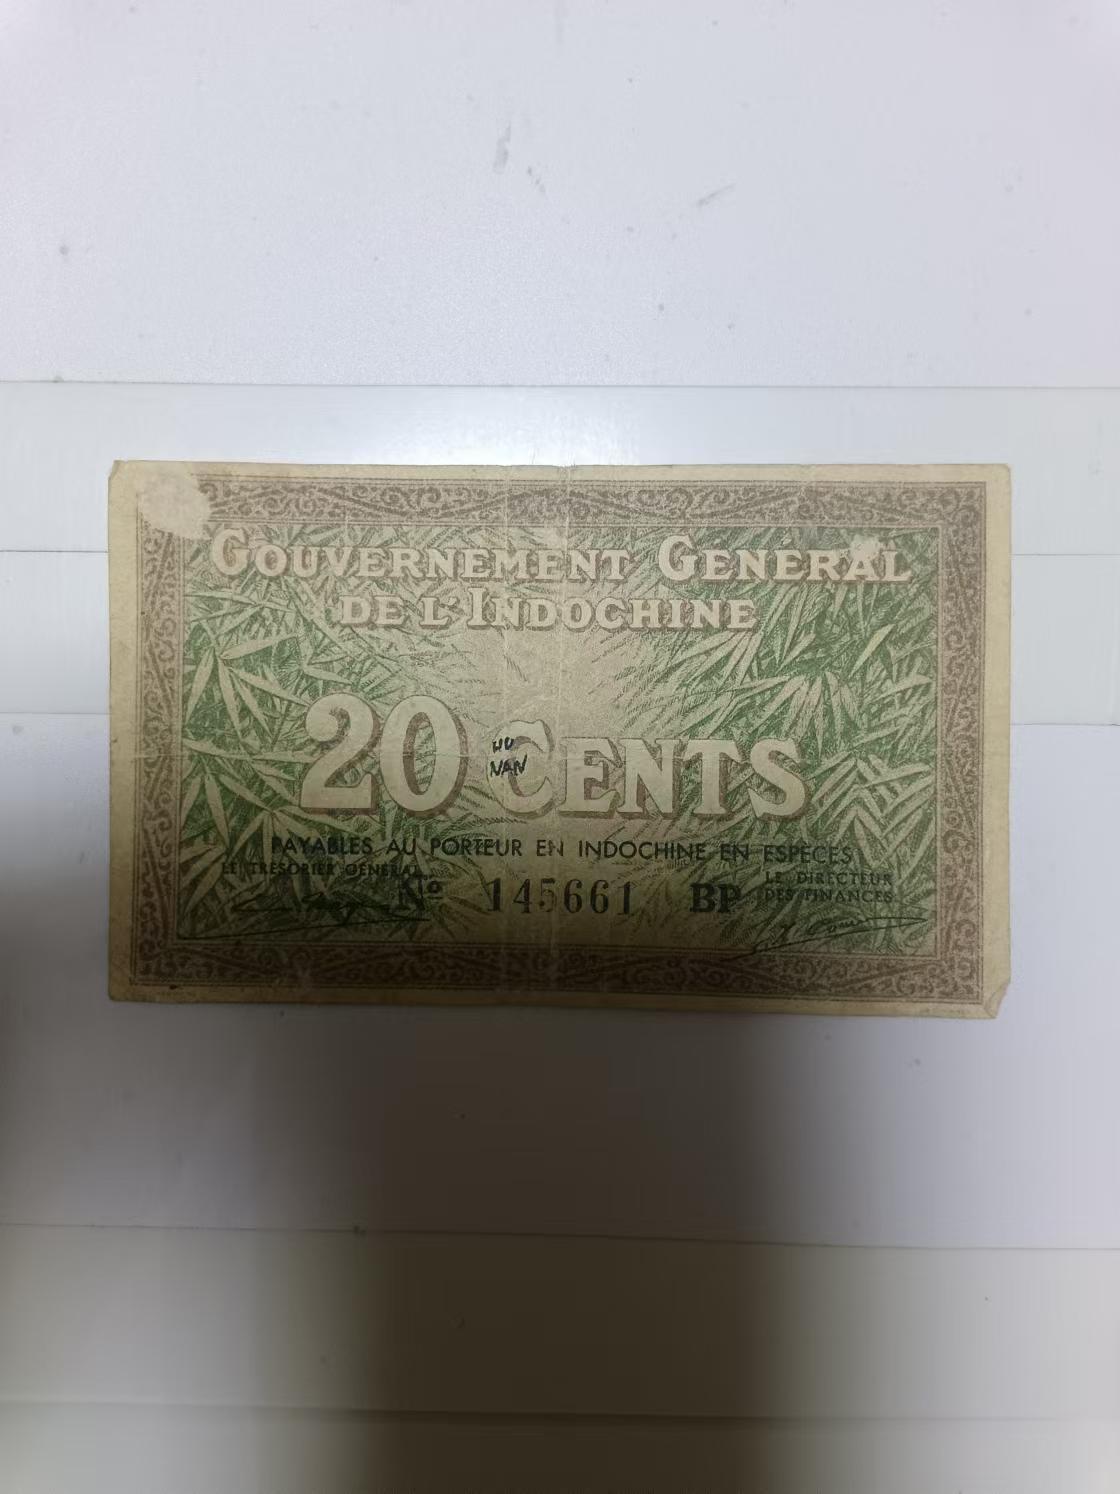 GOUVERNEMENT GENERAL
DE L'INDOCHINE
20 CENTS
HU
NAN
PAYABLES AU PORTEUR EN INDOCHINE EN ESPECES
LE TRESORIER GENERAL
LE DIRECTEUR
DES FINANCES
Nº 145661 BP